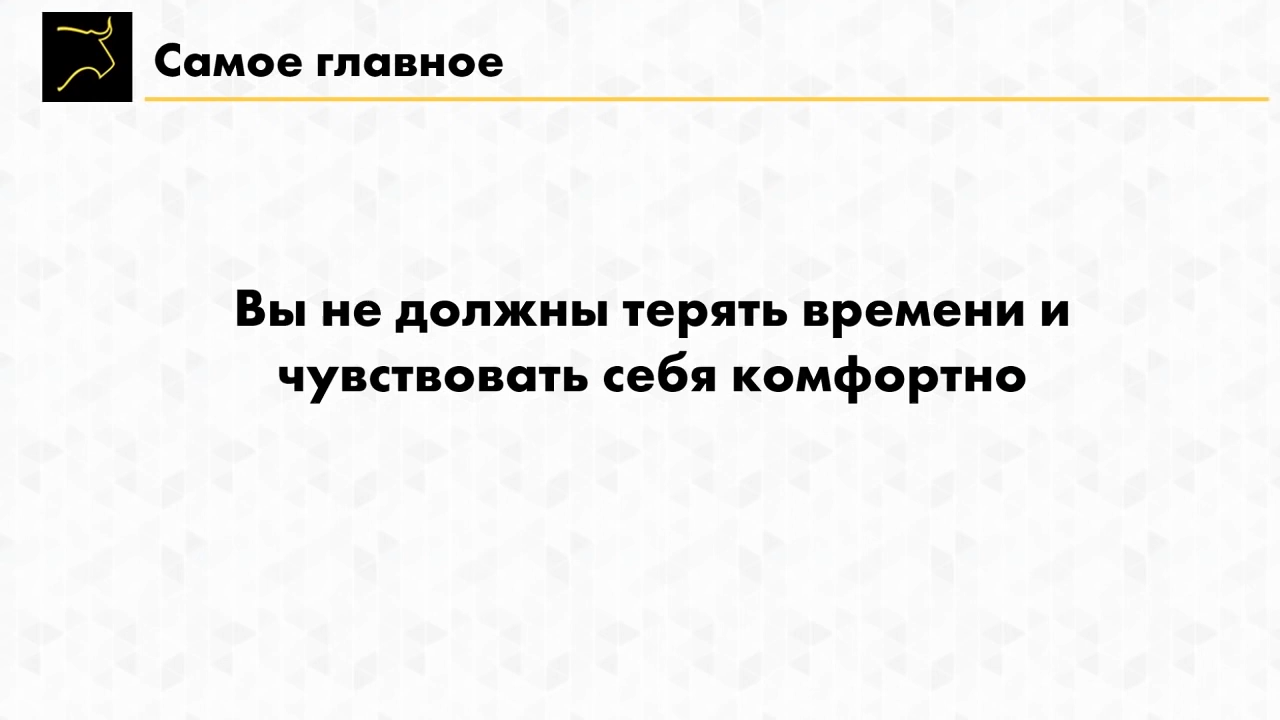 Самое главное
Вы не должны терять времени и
чувствовать себя комфортно